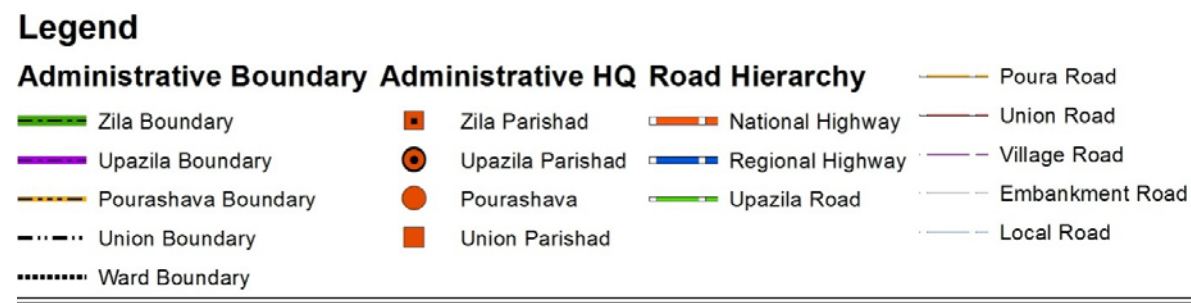 Legend
Administrative Boundary
Zila Boundary
Upazila Boundary
Pourashava Boundary
Union Boundary
Ward Boundary
Administrative HQ
Zila Parishad
Upazila Parishad
Pourashava
Union Parishad
Road Hierarchy
National Highway
Regional Highway
Upazila Road
Poura Road
Union Road
Village Road
Embankment Road
Local Road